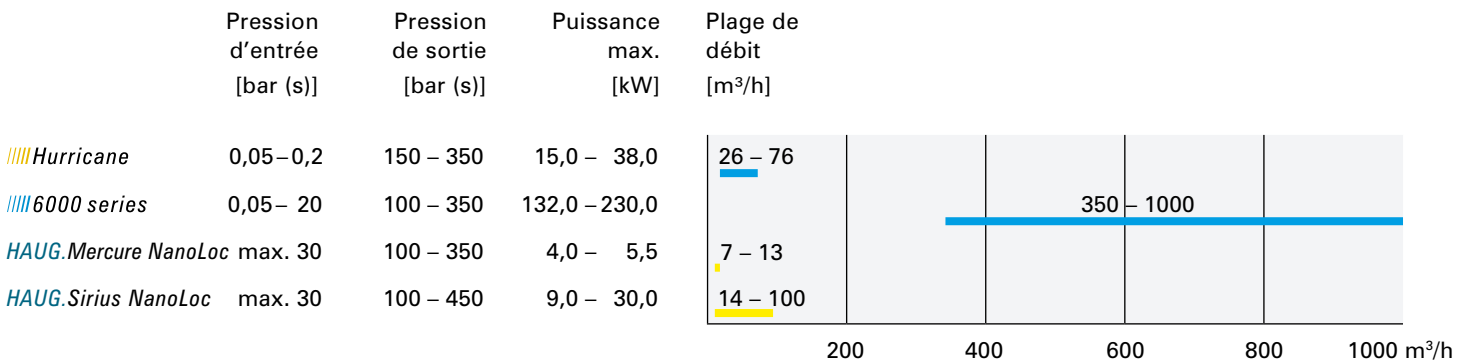 Pression Pression Puissance Plage de
d’entrée de sortie max. débit
[bar (s)] [bar (s)] [kW] [m³/h]
Hurricane 0,05 – 0,2 150 – 350 15,0 – 38,0 26 – 76
6000 series 0,05 – 20 100 – 350 132,0 – 230,0 350 – 1000
HAUG.Mercure NanoLoc max. 30 100 – 350 4,0 – 5,5 7 – 13
HAUG.Sirius NanoLoc max. 30 100 – 450 9,0 – 30,0 14 – 100
200 400 600 800 1000 m³/h